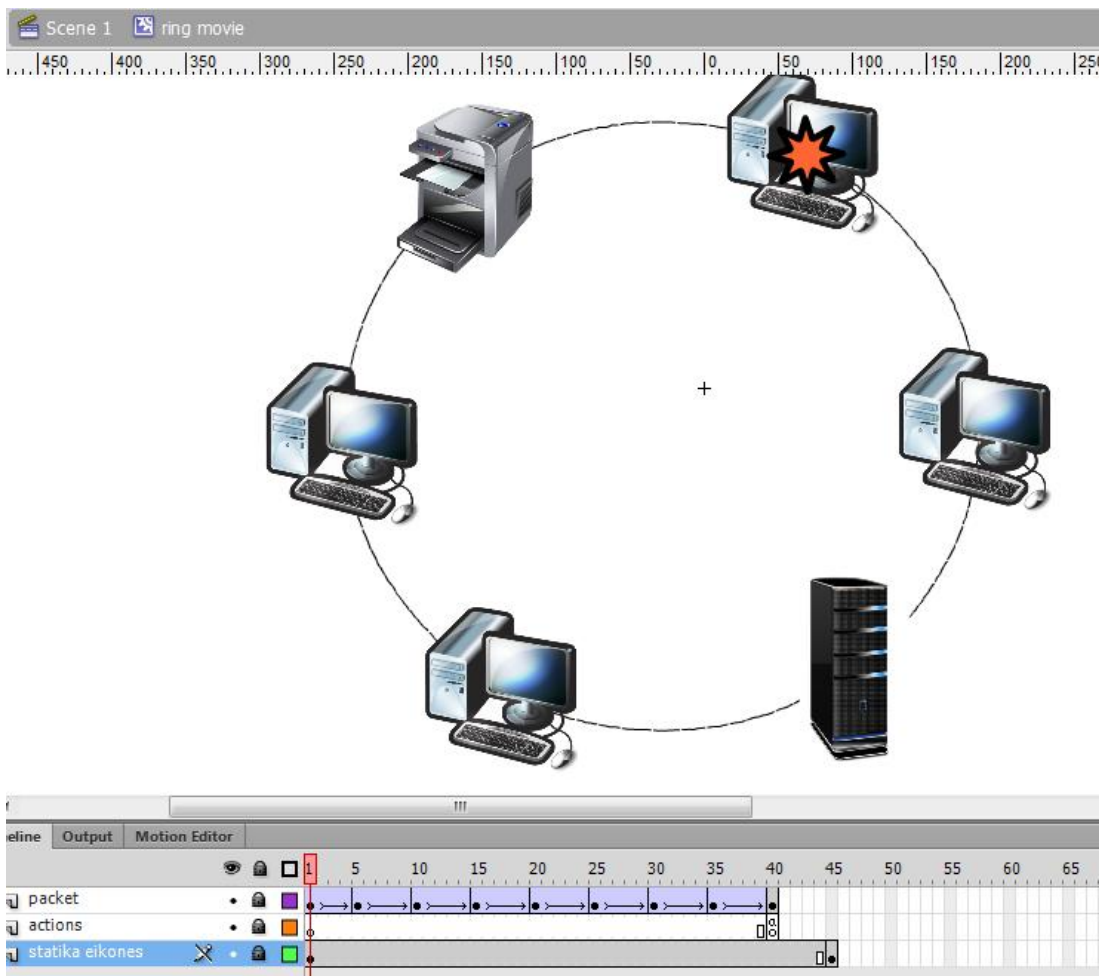 Scene 1 ring movie
450 400 350 300 250 200 150 100 50 0 50 100 150 200 250
eline Output Motion Editor
1 5 10 15 20 25 30 35 40 45 50 55 60 65
packet
actions
a
statika eikones